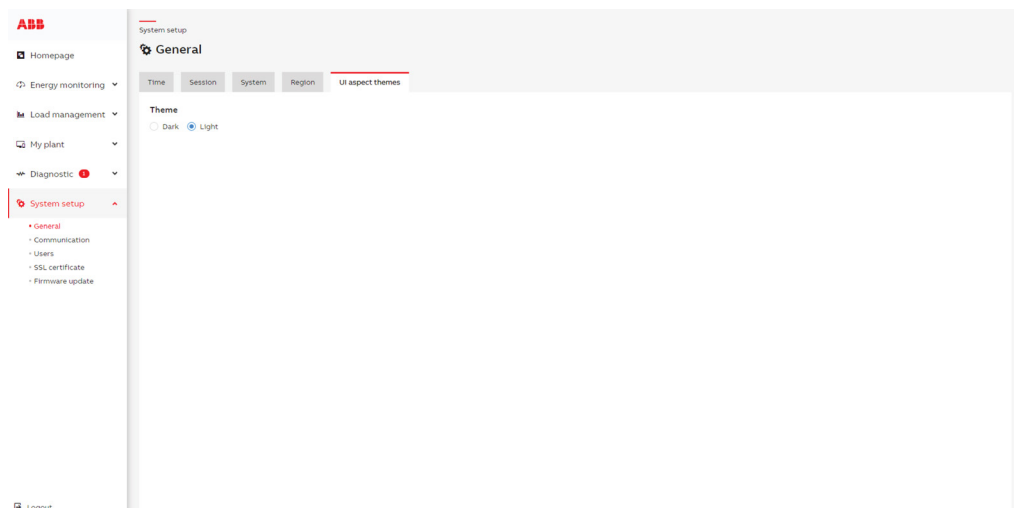 ABB
Homepage
Energy monitoring
Load management
My plant
Diagnostic 1
System setup
General
Communication
Users
SSL certificate
Firmware update
Logout
System setup
General
Time Session System Region UI aspect themes
Theme
Dark Light